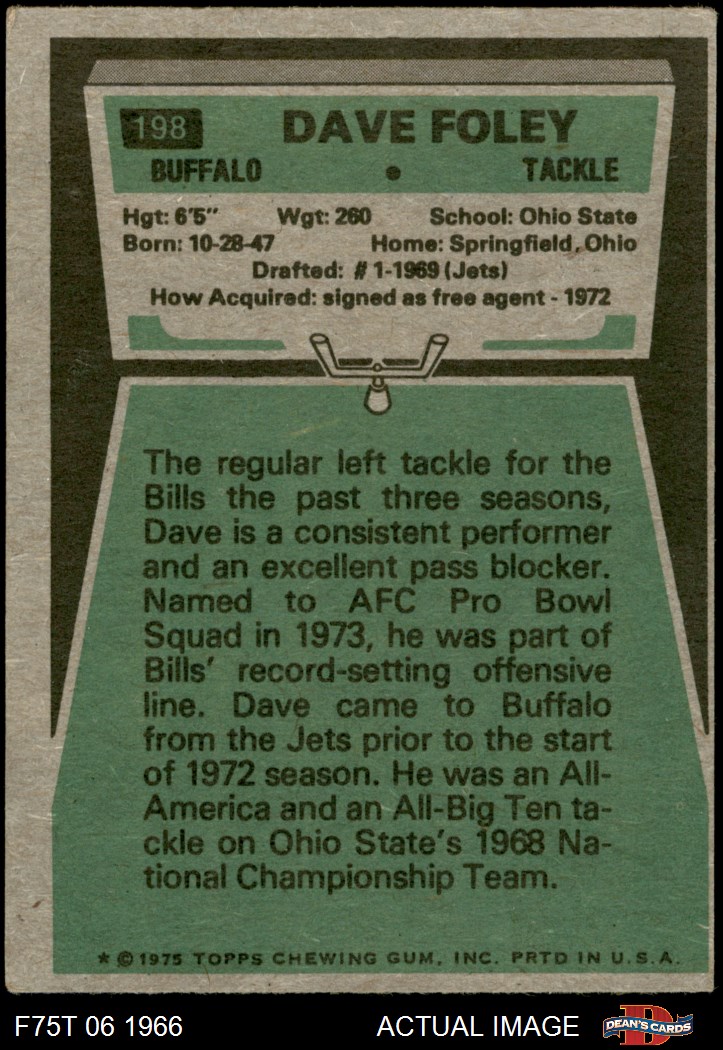 198 DAVE FOLEY
BUFFALO • TACKLE
Hgt: 6'5" Wgt: 260 School: Ohio State
Born: 10-28-47 Home: Springfield, Ohio
Drafted: #1-1969 (Jets)
How Acquired: signed as free agent - 1972
The regular left tackle for the
Bills the past three seasons,
Dave is a consistent performer
and an excellent pass blocker.
Named to AFC Pro Bowl
Squad in 1973, he was part of
Bills' record-setting offensive
line. Dave came to Buffalo
from the Jets prior to the start
of 1972 season. He was an All-
America and an All-Big Ten ta-
ckle on Ohio State's 1968 Na-
tional Championship Team.
* © 1975 TOPPS CHEWING GUM, INC. PRTD IN U.S.A.
F75T 06 1966 ACTUAL IMAGE D DEAN'S CARDS